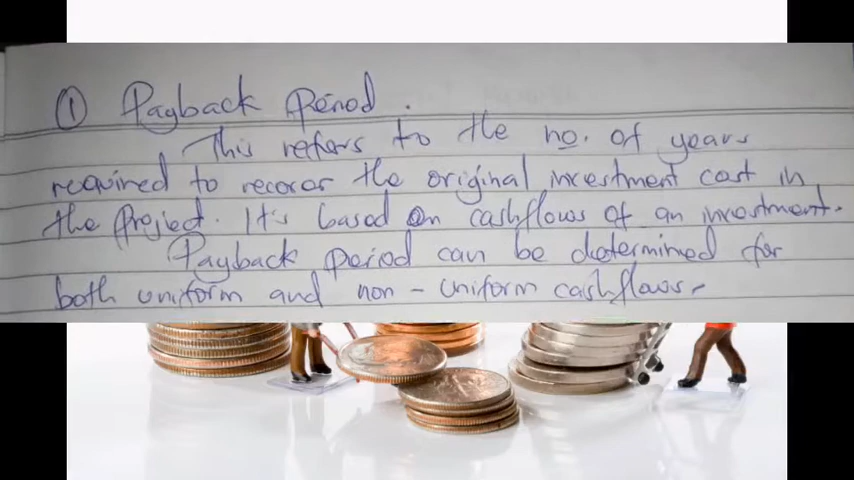 ① Payback Period.
This refers to the no. of years
required to recover the original investment cost in
the project. It's based on cashflows of an investment.
Payback period can be determined for
both uniform and non-uniform cashflows.